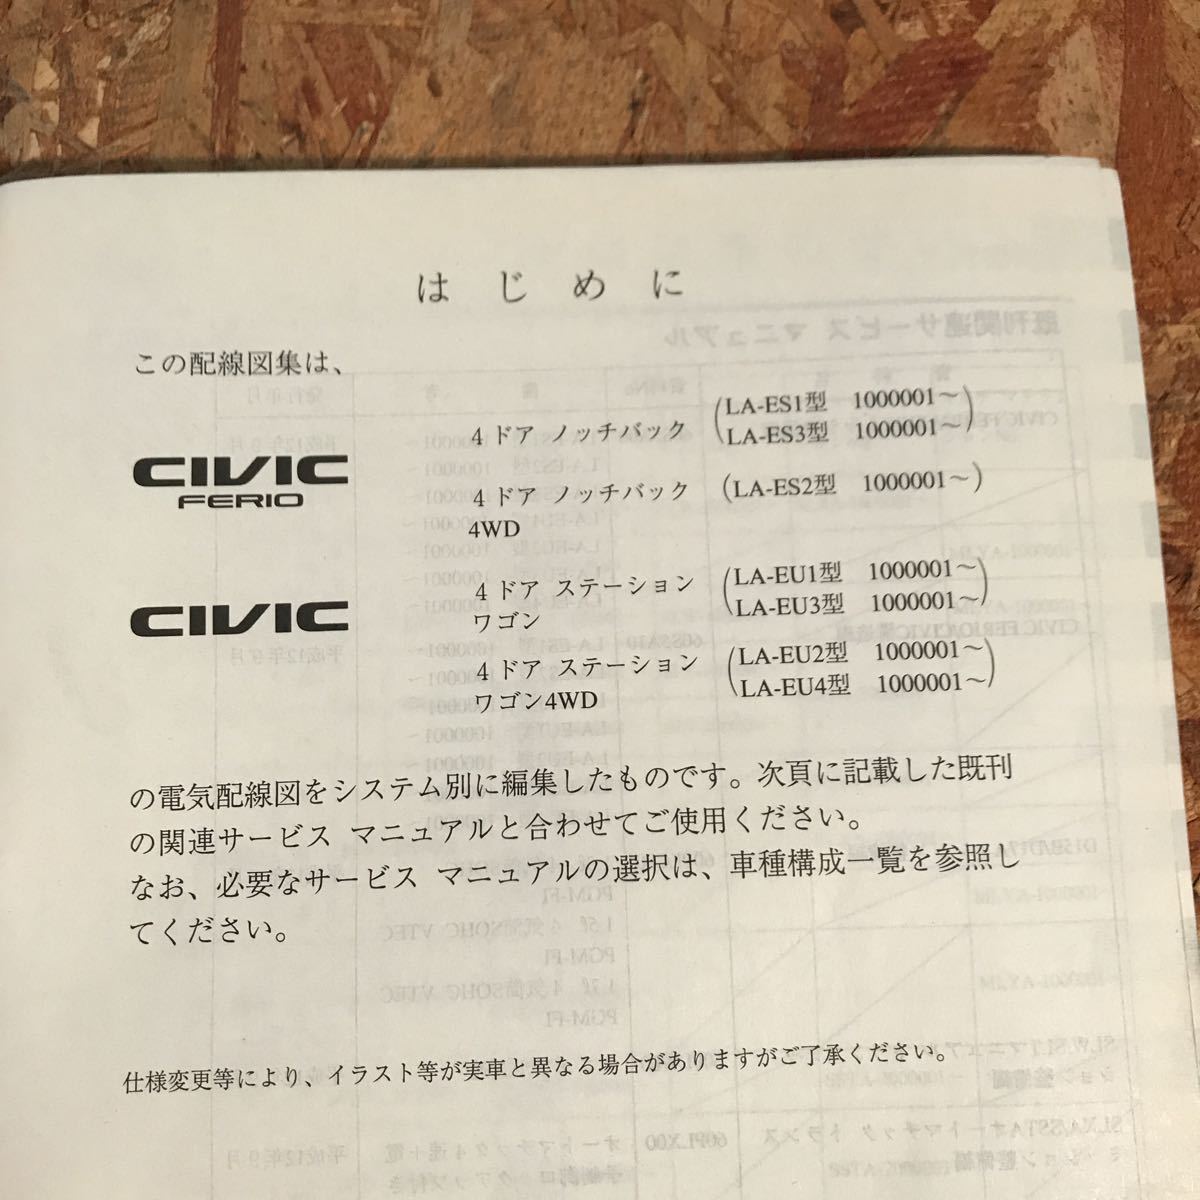 はじめに
この配線図集は、
CIVIC
FERIO
4ドア ノッチバック
(LA-ES1型 1000001～
LA-ES3型 1000001～)
4ドア ノッチバック
4WD
(LA-ES2型 1000001～)
CIVIC
4ドア ステーション
ワゴン
(LA-EU1型 1000001～
LA-EU3型 1000001～)
4ドア ステーション
ワゴン4WD
(LA-EU2型 1000001～
LA-EU4型 1000001～)
の電気配線図をシステム別に編集したものです。次頁に記載した既刊
の関連サービス マニュアルと合わせてご使用ください。
なお、必要なサービス マニュアルの選択は、車種構成一覧を参照し
てください。
仕様変更等により、イラスト等が実車と異なる場合がありますがご了承ください。